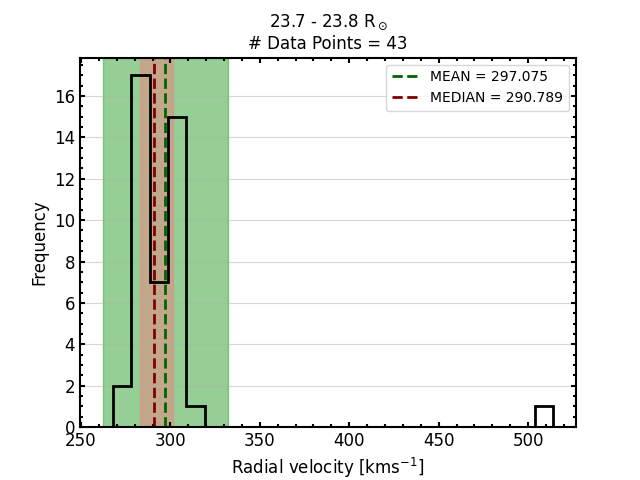 23.7 - 23.8 R⊙
# Data Points = 43
MEAN = 297.075
MEDIAN = 290.789
Frequency
16
14
12
10
8
6
4
2
0
250 300 350 400 450 500
Radial velocity [kms⁻¹]